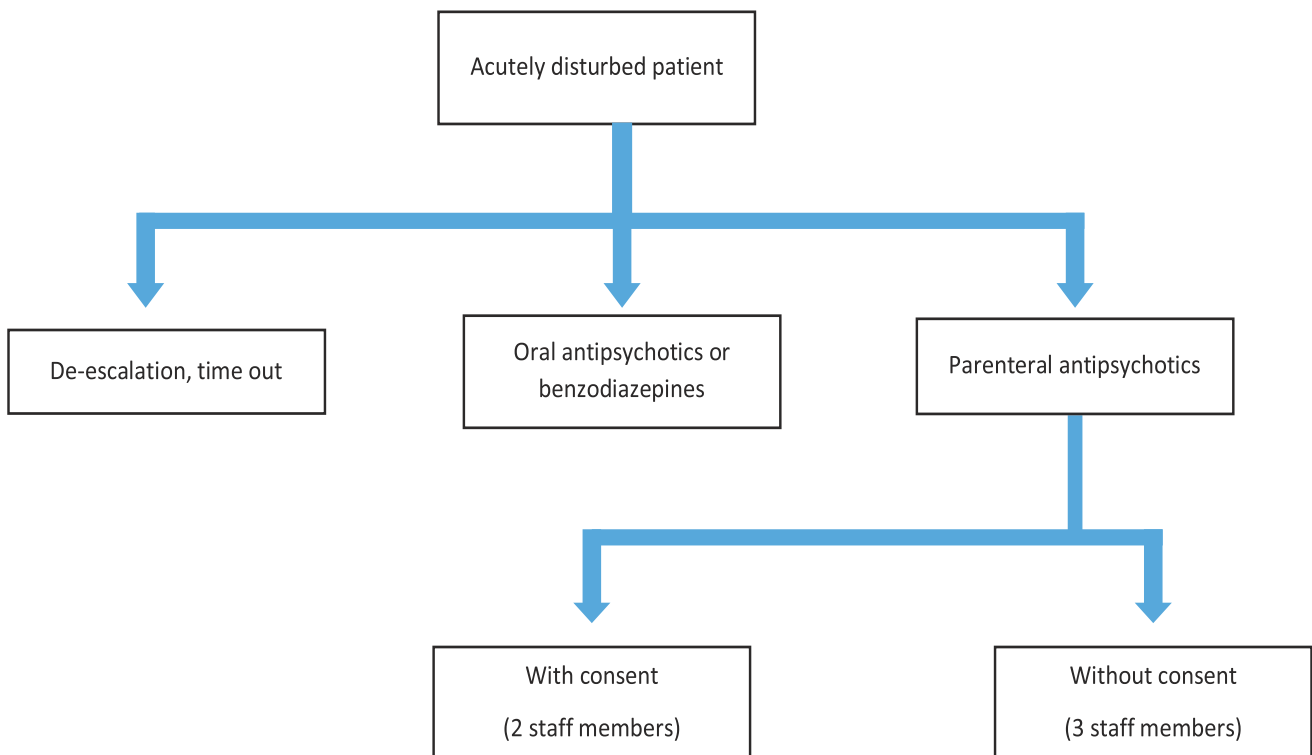 Acutely disturbed patient
De-escalation, time out
Oral antipsychotics or
benzodiazepines
Parenteral antipsychotics
With consent
(2 staff members)
Without consent
(3 staff members)